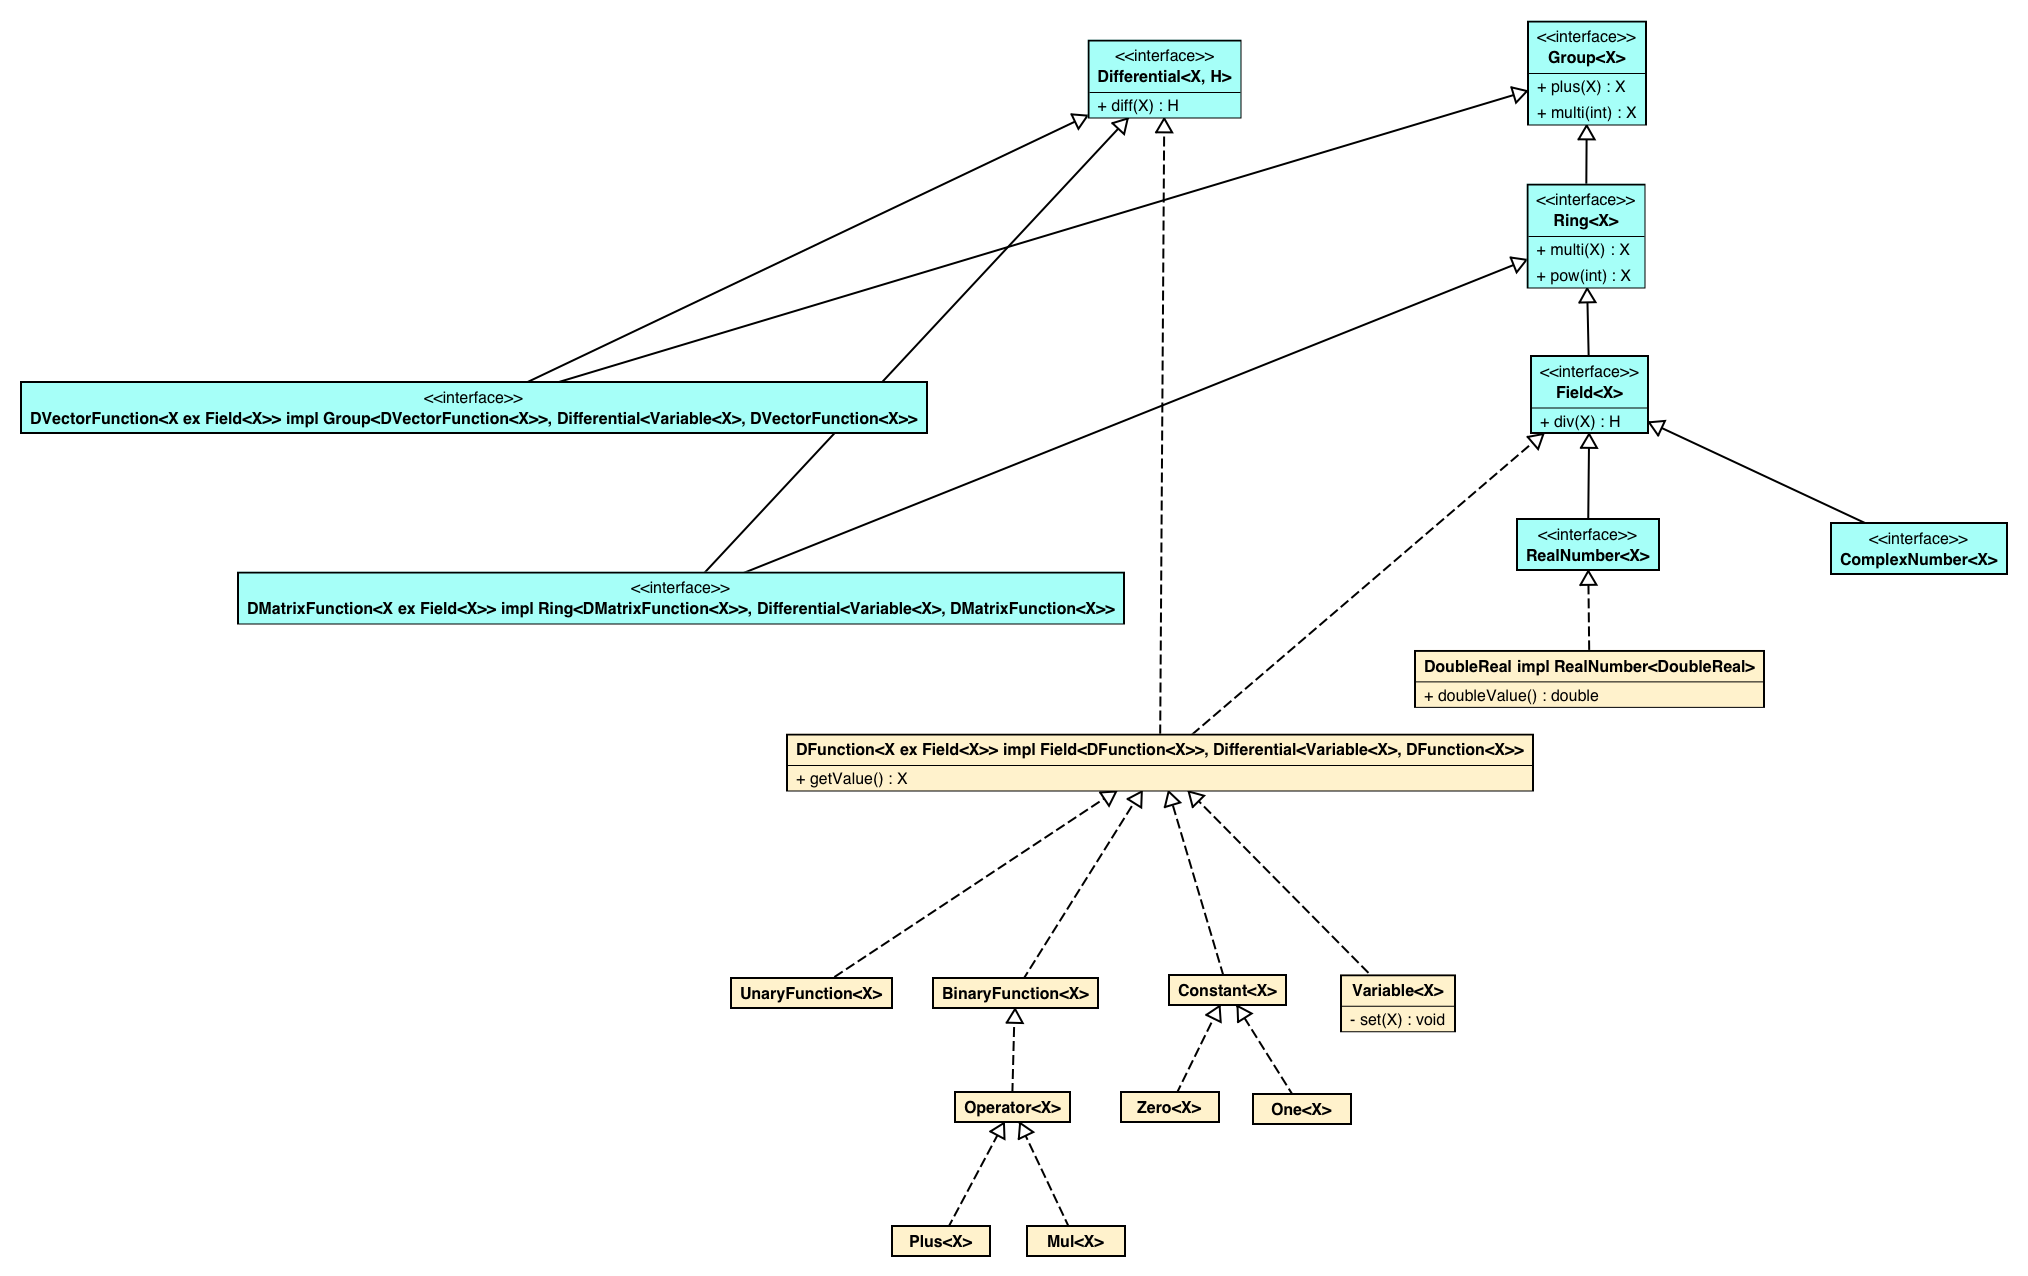 <<interface>>
Differential<X, H>
+ diff(X) : H
<<interface>>
Group<X>
+ plus(X) : X
+ multi(int) : X
<<interface>>
Ring<X>
+ multi(X) : X
+ pow(int) : X
<<interface>>
Field<X>
+ div(X) : H
<<interface>>
DVectorFunction<X ex Field<X>> impl Group<DVectorFunction<X>>, Differential<Variable<X>, DVectorFunction<X>>
<<interface>>
RealNumber<X>
<<interface>>
ComplexNumber<X>
<<interface>>
DMatrixFunction<X ex Field<X>> impl Ring<DMatrixFunction<X>>, Differential<Variable<X>, DMatrixFunction<X>>
DoubleReal impl RealNumber<DoubleReal>
+ doubleValue() : double
DFunction<X ex Field<X>> impl Field<DFunction<X>>, Differential<Variable<X>, DFunction<X>>
+ getValue() : X
UnaryFunction<X>
BinaryFunction<X>
Constant<X>
Variable<X>
- set(X) : void
Operator<X>
Zero<X>
One<X>
Plus<X>
Mul<X>